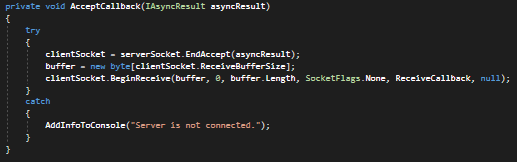 private void AcceptCallback(IAsyncResult asyncResult)
{
try
{
clientSocket = serverSocket.EndAccept(asyncResult);
buffer = new byte[clientSocket.ReceiveBufferSize];
clientSocket.BeginReceive(buffer, 0, buffer.Length, SocketFlags.None, ReceiveCallback, null);
}
catch
{
AddInfoToConsole("Server is not connected.");
}
}